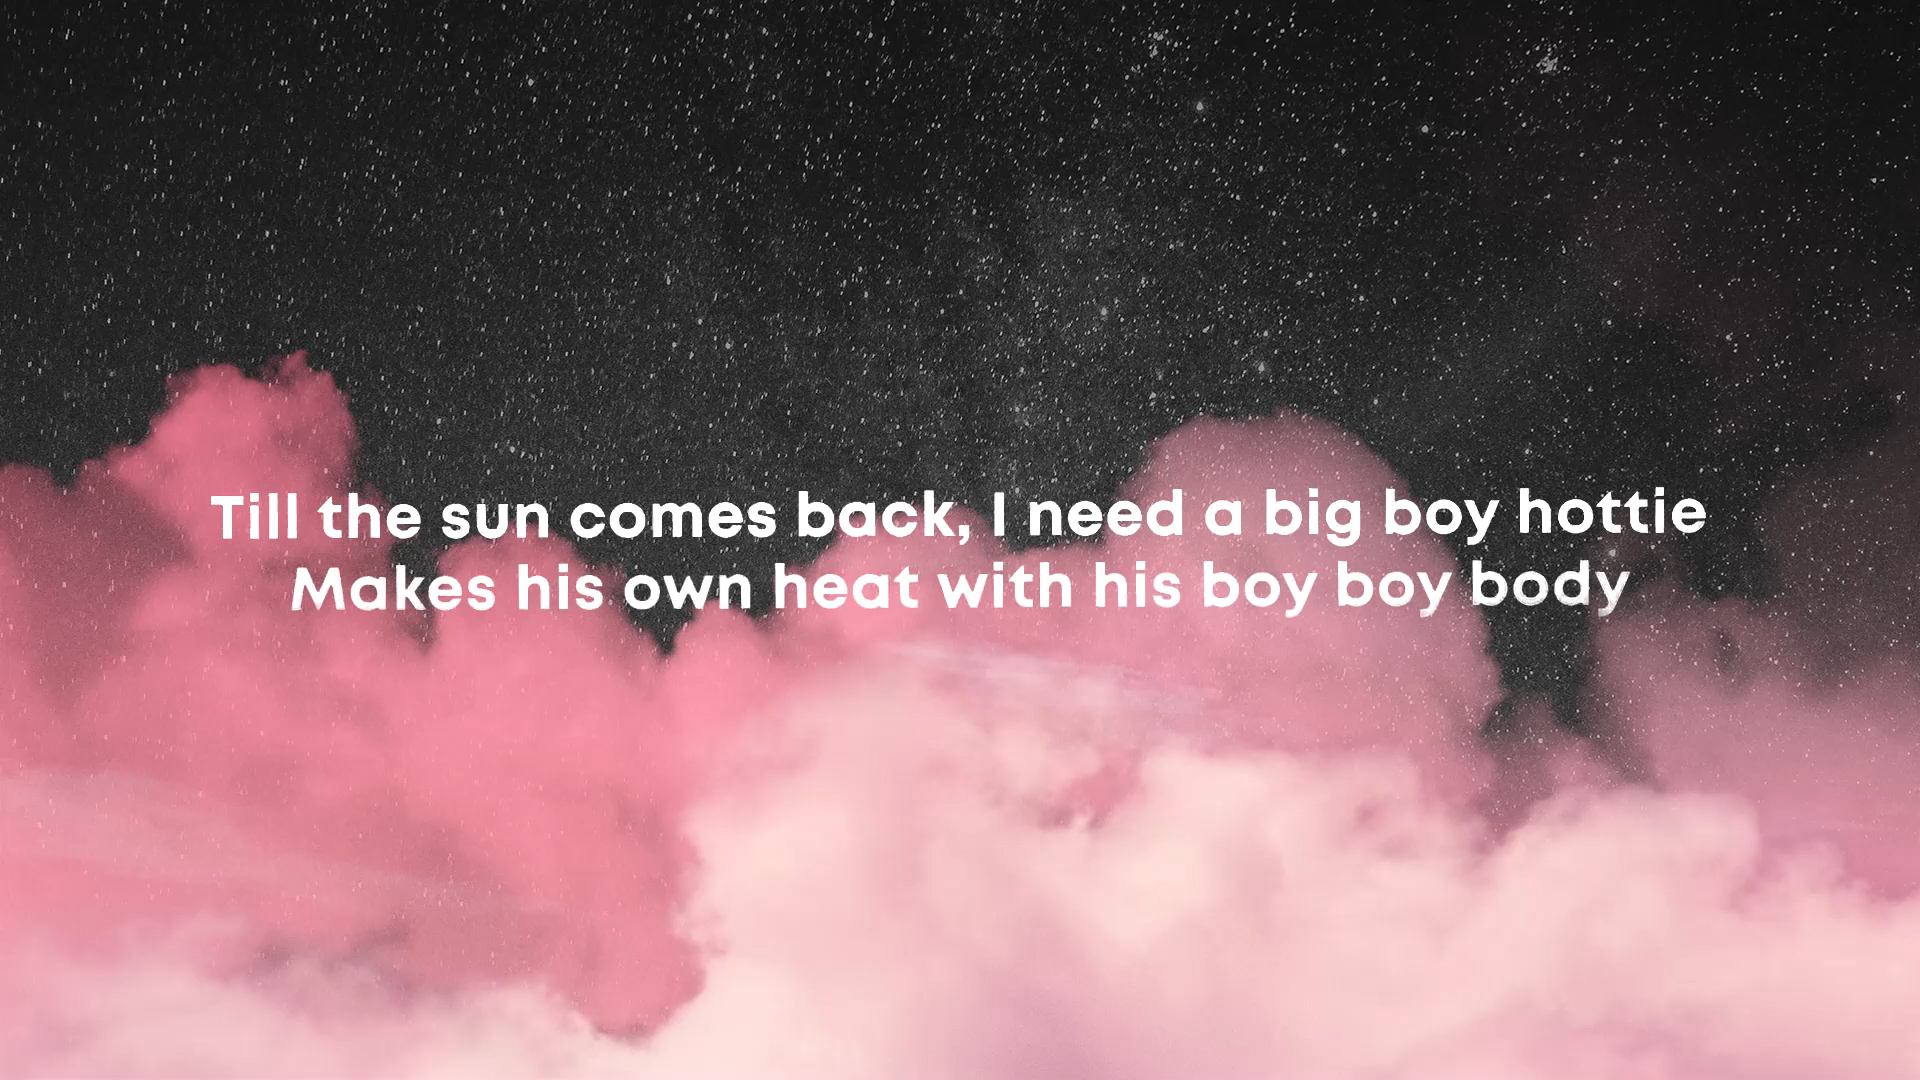 Till the sun comes back, I need a big boy hottie
Makes his own heat with his boy boy body